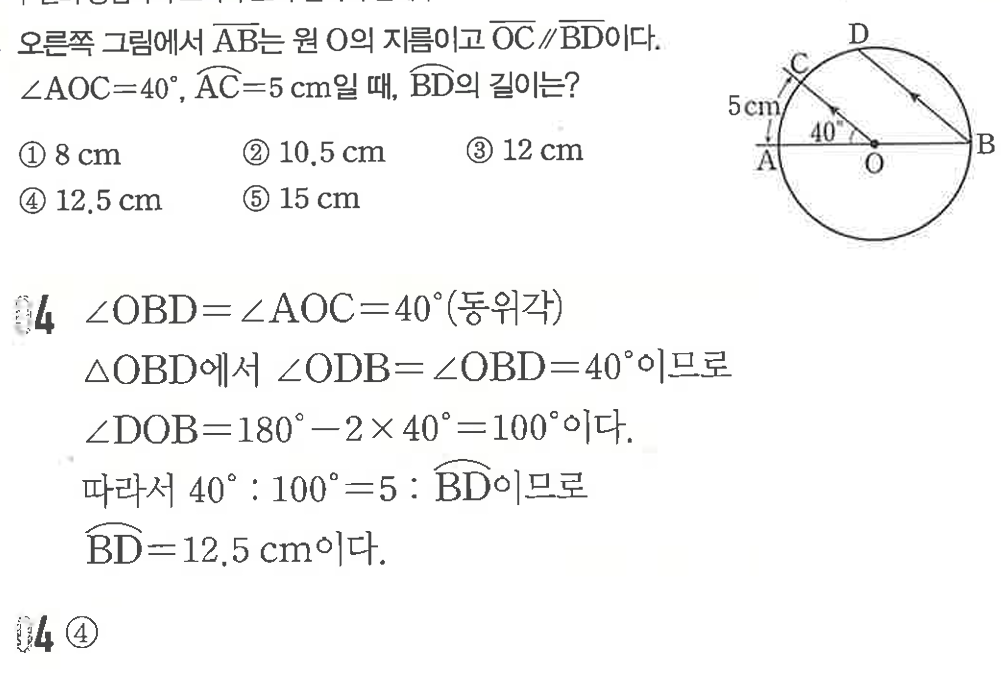 오른쪽 그림에서 AB는 원 O의 지름이고 OC∥BD이다.
∠AOC=40°, AC=5 cm일 때, BD의 길이는?
① 8 cm ② 10.5 cm ③ 12 cm
④ 12.5 cm ⑤ 15 cm
D
C
5cm
40°
A
O
B
04 ∠OBD=∠AOC=40°(동위각)
△OBD에서 ∠ODB=∠OBD=40°이므로
∠DOB=180°-2×40°=100°이다.
따라서 40° : 100°=5 : BD이므로
BD=12.5 cm이다.
04 ④